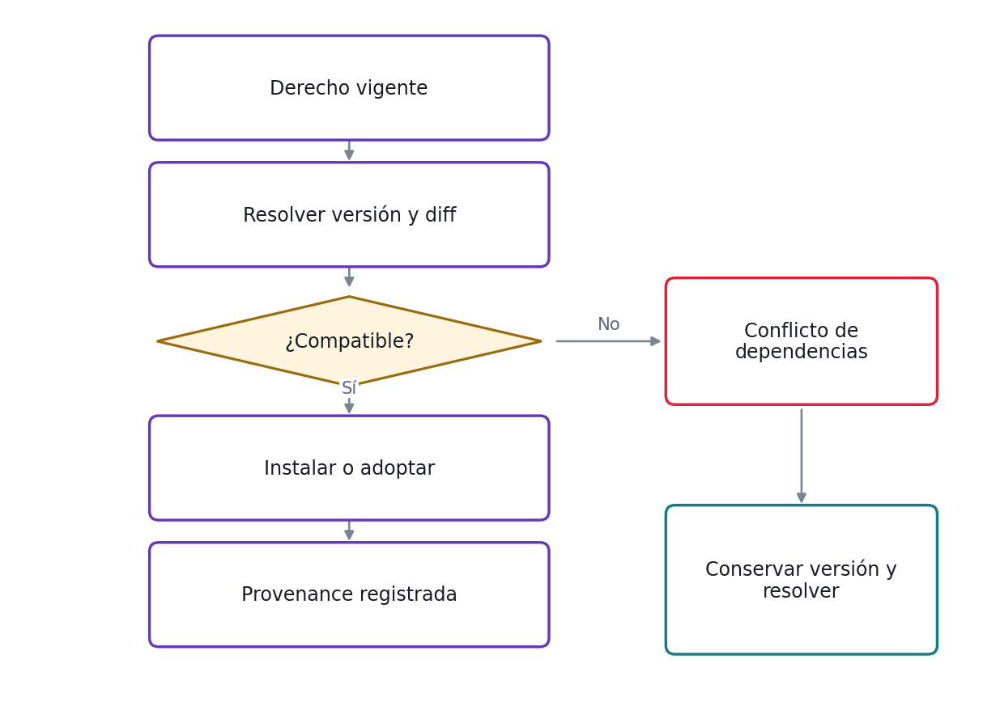 Derecho vigente
Resolver versión y diff
¿Compatible?
No
Conflicto de
dependencias
Sí
Instalar o adoptar
Conservar versión y
resolver
Provenance registrada